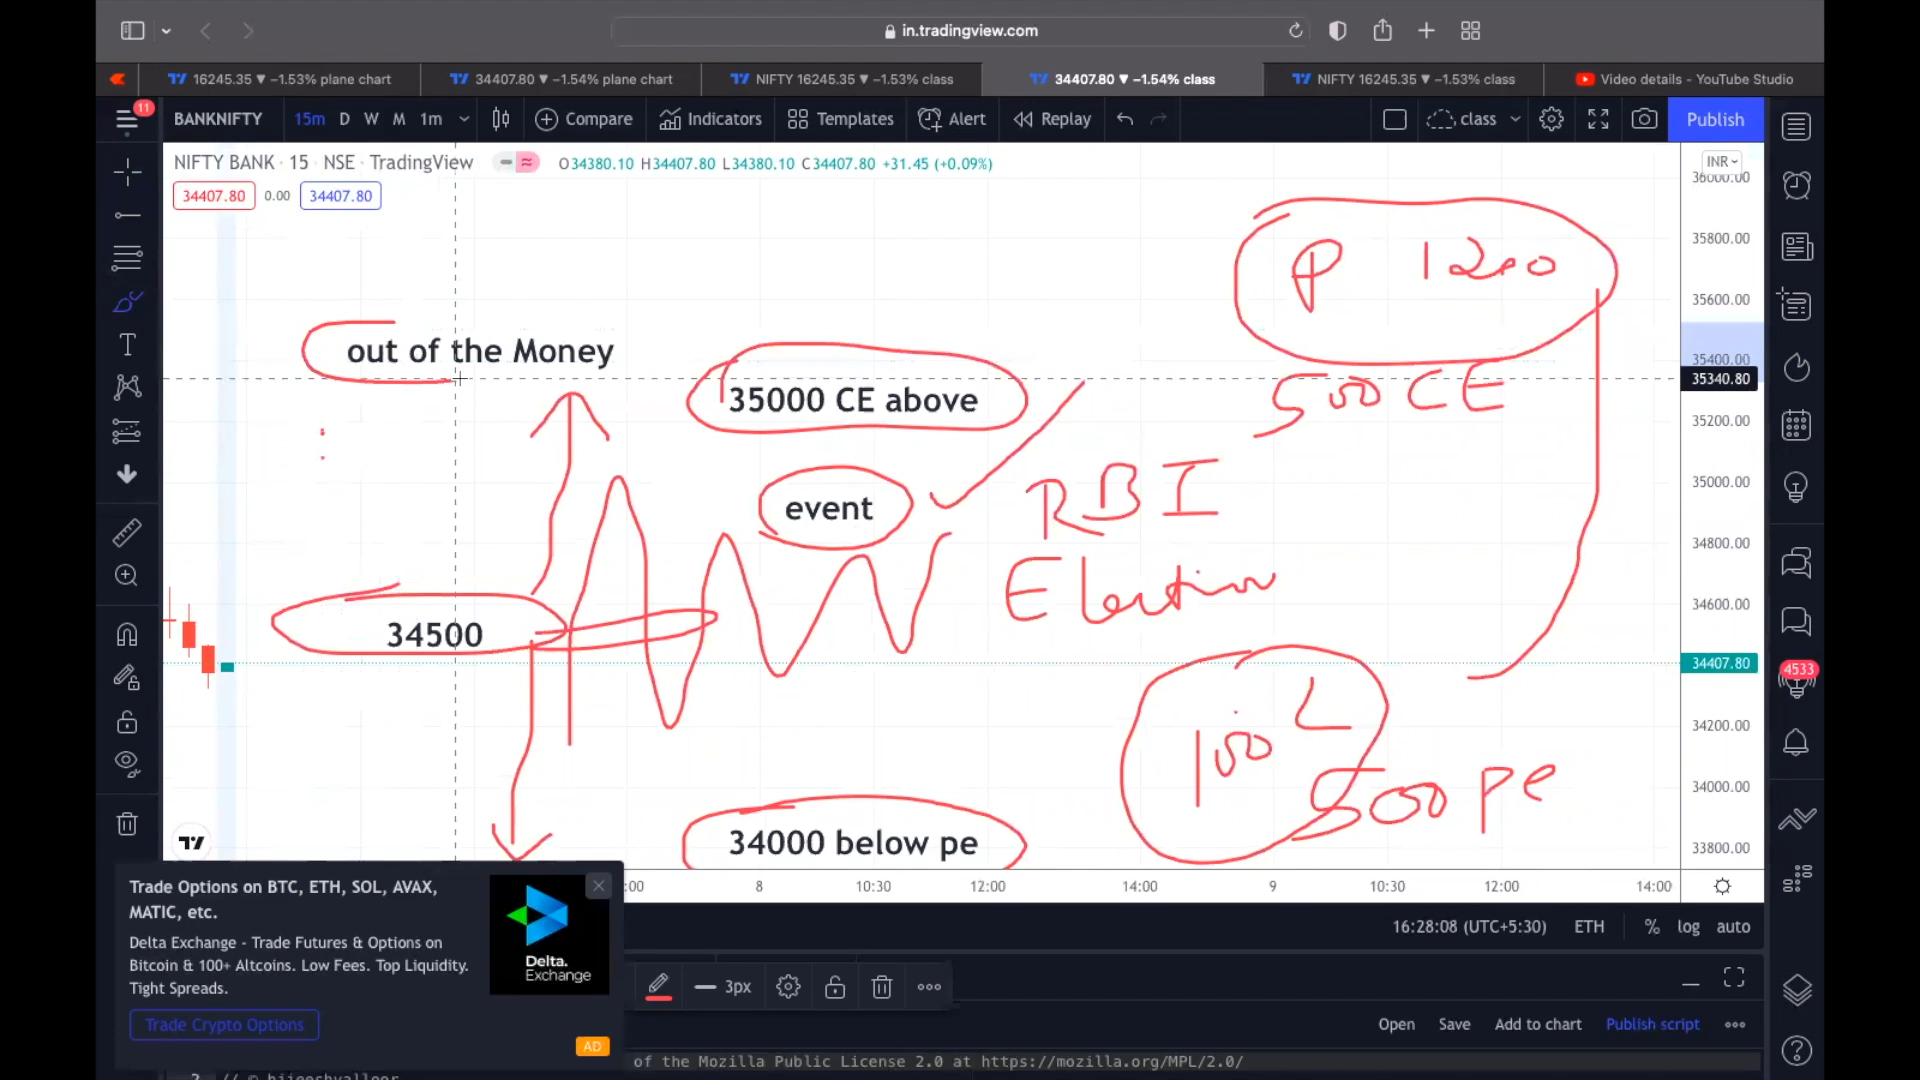 in.tradingview.com
16245.35 ▼ −1.53% plane chart
34407.80 ▼ −1.54% plane chart
NIFTY 16245.35 ▼ −1.53% class
34407.80 ▼ −1.54% class
NIFTY 16245.35 ▼ −1.53% class
Video details - YouTube Studio
11
BANKNIFTY 15m D W M 1m Compare Indicators Templates Alert Replay class Publish
NIFTY BANK · 15 · NSE · TradingView O34380.10 H34407.80 L34380.10 C34407.80 +31.45 (+0.09%)
34407.80 0.00 34407.80
INR
36000.00
35800.00
35600.00
35400.00
35340.80
35200.00
35000.00
34800.00
34600.00
34407.80
34200.00
34000.00
33800.00
P 1200
500 CE
out of the Money
35000 CE above
event
RBI
Election
34500
100 L
500 pe
34000 below pe
4533
:00 8 10:30 12:00 14:00 9 10:30 12:00 14:00
16:28:08 (UTC+5:30) ETH % log auto
Trade Options on BTC, ETH, SOL, AVAX,
MATIC, etc.
Delta Exchange - Trade Futures & Options on
Bitcoin & 100+ Altcoins. Low Fees. Top Liquidity.
Tight Spreads.
Trade Crypto Options
Delta.
Exchange
AD
3px
Open Save Add to chart Publish script
of the Mozilla Public License 2.0 at https://mozilla.org/MPL/2.0/